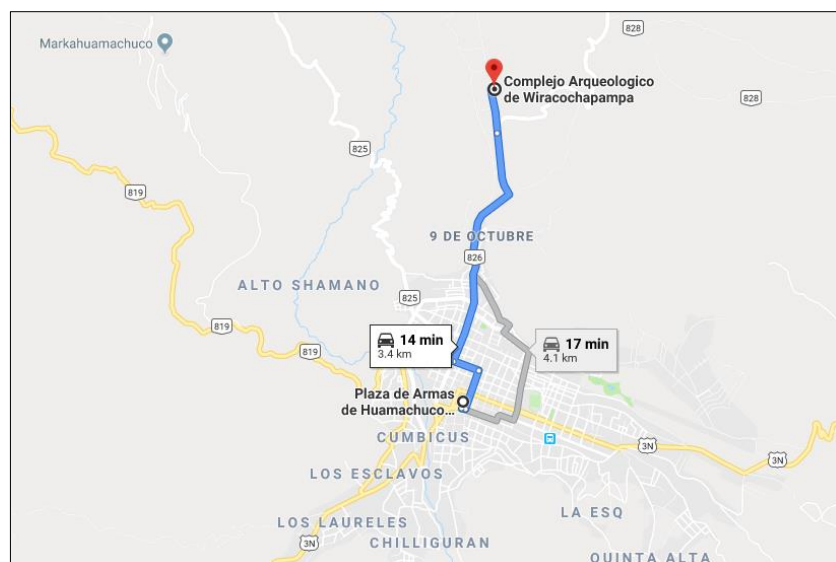 828
Markahuamachuco
Complejo Arqueologico
de Wiracochapampa
828
825
819
9 DE OCTUBRE
826
ALTO SHAMANO
825
14 min
3.4 km
17 min
4.1 km
819
819
Plaza de Armas
de Huamachuco...
CUMBICUS
3N
3N
LOS ESCLAVOS
LA ESQ
LOS LAURELES
3N
CHILLIGURAN
QUINTA ALTA